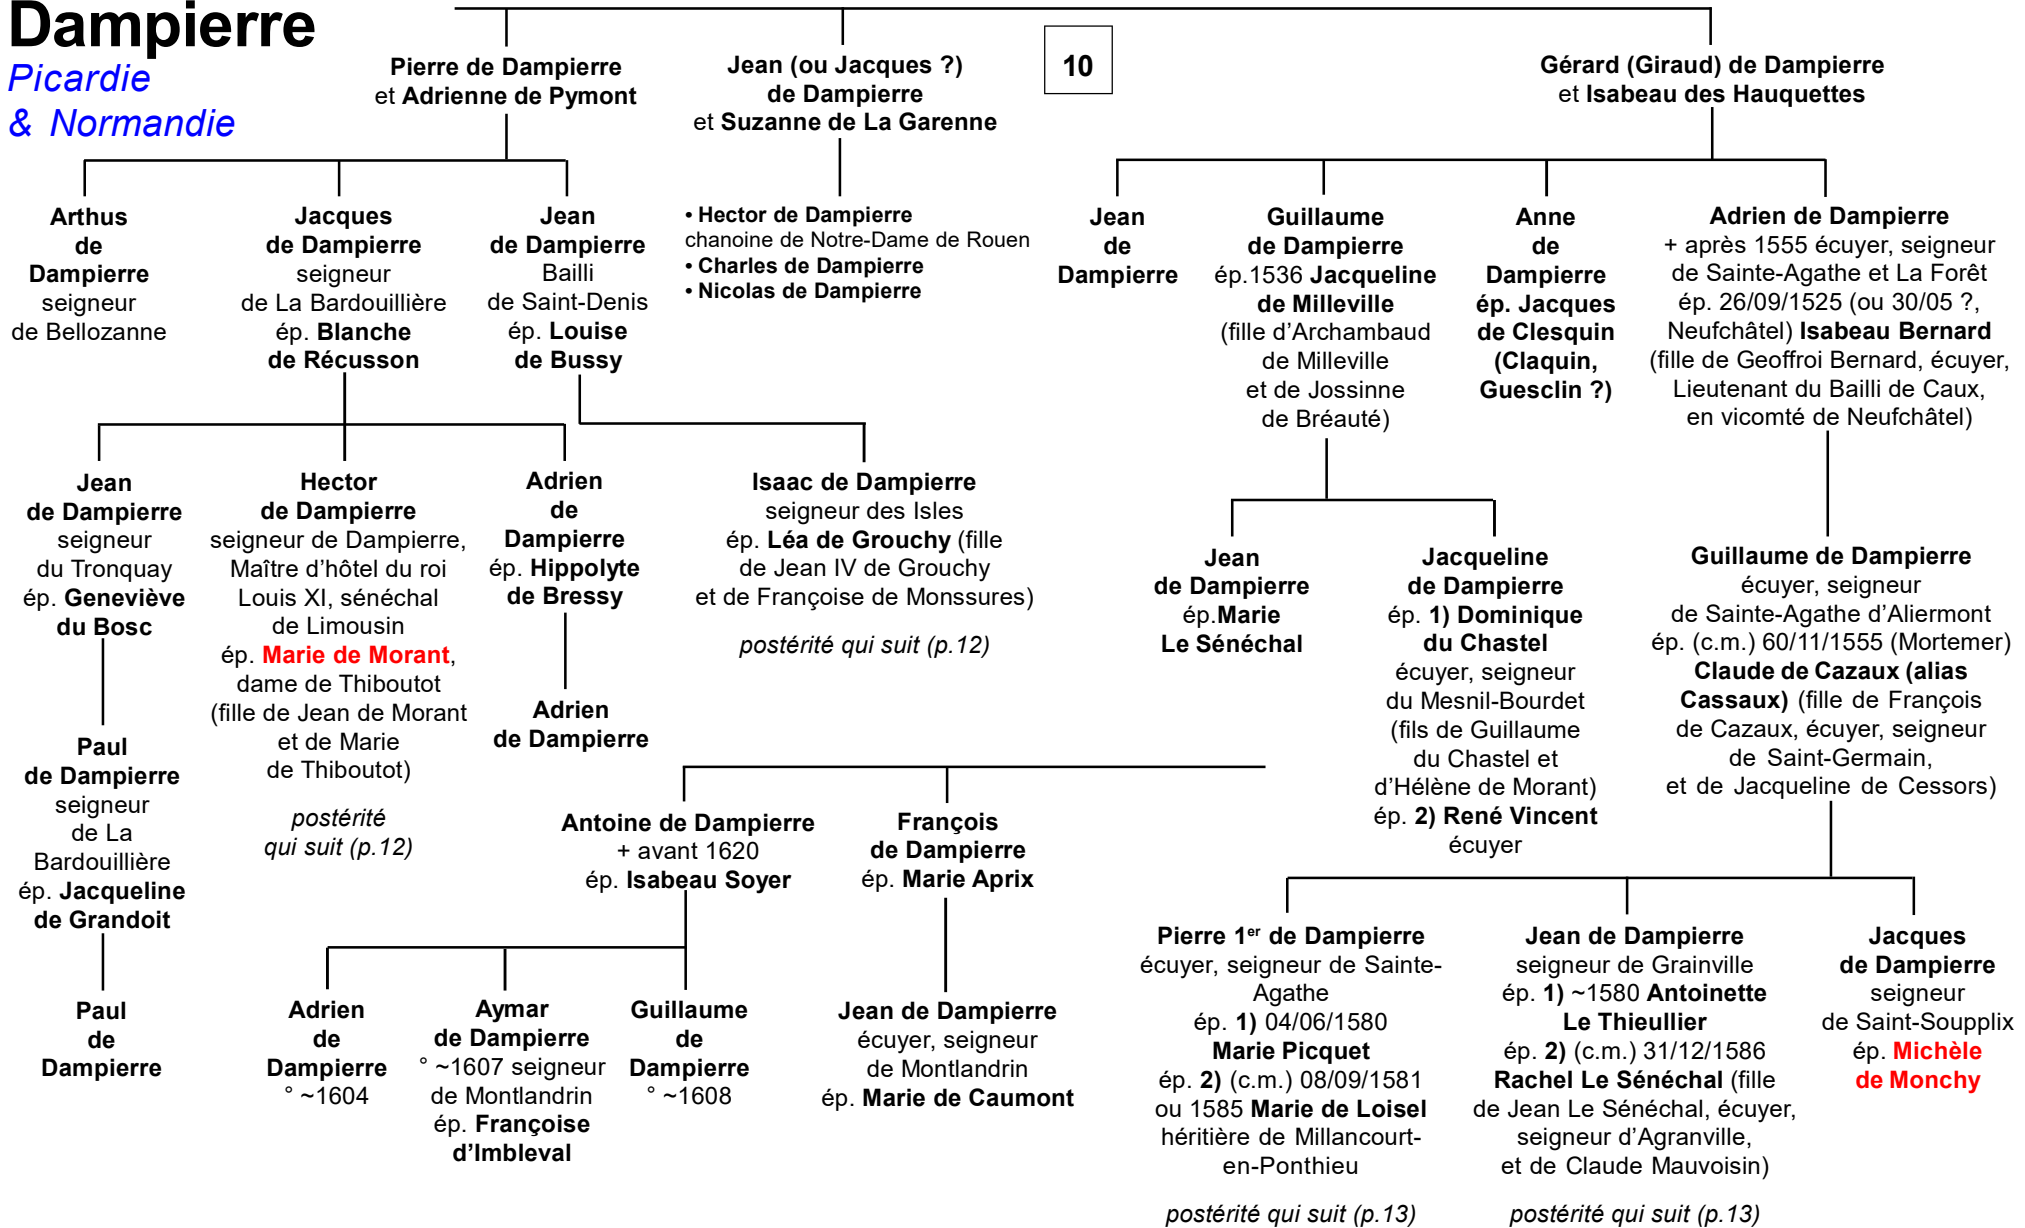 Dampierre
Picardie
& Normandie
Pierre de Dampierre
et Adrienne de Pymont
Jean (ou Jacques ?)
de Dampierre
et Suzanne de La Garenne
10
Gérard (Giraud) de Dampierre
et Isabeau des Hauquettes
Arthus
de
Dampierre
seigneur
de Bellozanne
Jacques
de Dampierre
seigneur
de La Bardouillière
ép. Blanche
de Récusson
Jean
de Dampierre
Bailli
de Saint-Denis
ép. Louise
de Bussy
• Hector de Dampierre
chanoine de Notre-Dame de Rouen
• Charles de Dampierre
• Nicolas de Dampierre
Jean
de
Dampierre
Guillaume
de Dampierre
ép.1536 Jacqueline
de Milleville
(fille d’Archambaud
de Milleville
et de Jossinne
de Bréauté)
Anne
de
Dampierre
ép. Jacques
de Clesquin
(Claquin,
Guesclin ?)
Adrien de Dampierre
+ après 1555 écuyer, seigneur
de Sainte-Agathe et La Forêt
ép. 26/09/1525 (ou 30/05 ?,
Neufchâtel) Isabeau Bernard
(fille de Geoffroi Bernard, écuyer,
Lieutenant du Bailli de Caux,
en vicomté de Neufchâtel)
Jean
de Dampierre
seigneur
du Tronquay
ép. Geneviève
du Bosc
Hector
de Dampierre
seigneur de Dampierre,
Maître d’hôtel du roi
Louis XI, sénéchal
de Limousin
ép. Marie de Morant,
dame de Thiboutot
(fille de Jean de Morant
et de Marie
de Thiboutot)
postérité
qui suit (p.12)
Adrien
de
Dampierre
ép. Hippolyte
de Bressy
Isaac de Dampierre
seigneur des Isles
ép. Léa de Grouchy (fille
de Jean IV de Grouchy
et de Françoise de Monssures)
postérité qui suit (p.12)
Jean
de Dampierre
ép.Marie
Le Sénéchal
Jacqueline
de Dampierre
ép. 1) Dominique
du Chastel
écuyer, seigneur
du Mesnil-Bourdet
(fils de Guillaume
du Chastel et
d’Hélène de Morant)
ép. 2) René Vincent
écuyer
Guillaume de Dampierre
écuyer, seigneur
de Sainte-Agathe d’Aliermont
ép. (c.m.) 60/11/1555 (Mortemer)
Claude de Cazaux (alias
Cassaux) (fille de François
de Cazaux, écuyer, seigneur
de Saint-Germain,
et de Jacqueline de Cessors)
Paul
de Dampierre
seigneur
de La
Bardouillière
ép. Jacqueline
de Grandoit
Adrien
de Dampierre
Antoine de Dampierre
+ avant 1620
ép. Isabeau Soyer
François
de Dampierre
ép. Marie Aprix
Paul
de
Dampierre
Adrien
de
Dampierre
° ~1604
Aymar
de Dampierre
° ~1607 seigneur
de Montlandrin
ép. Françoise
d’Imbleval
Guillaume
de
Dampierre
° ~1608
Jean de Dampierre
écuyer, seigneur
de Montlandrin
ép. Marie de Caumont
Pierre 1er de Dampierre
écuyer, seigneur de Sainte-
Agathe
ép. 1) 04/06/1580
Marie Picquet
ép. 2) (c.m.) 08/09/1581
ou 1585 Marie de Loisel
héritière de Millancourt-
en-Ponthieu
postérité qui suit (p.13)
Jean de Dampierre
seigneur de Grainville
ép. 1) ~1580 Antoinette
Le Thieullier
ép. 2) (c.m.) 31/12/1586
Rachel Le Sénéchal (fille
de Jean Le Sénéchal, écuyer,
seigneur d’Agranville,
et de Claude Mauvoisin)
postérité qui suit (p.13)
Jacques
de Dampierre
seigneur
de Saint-Soupplix
ép. Michèle
de Monchy